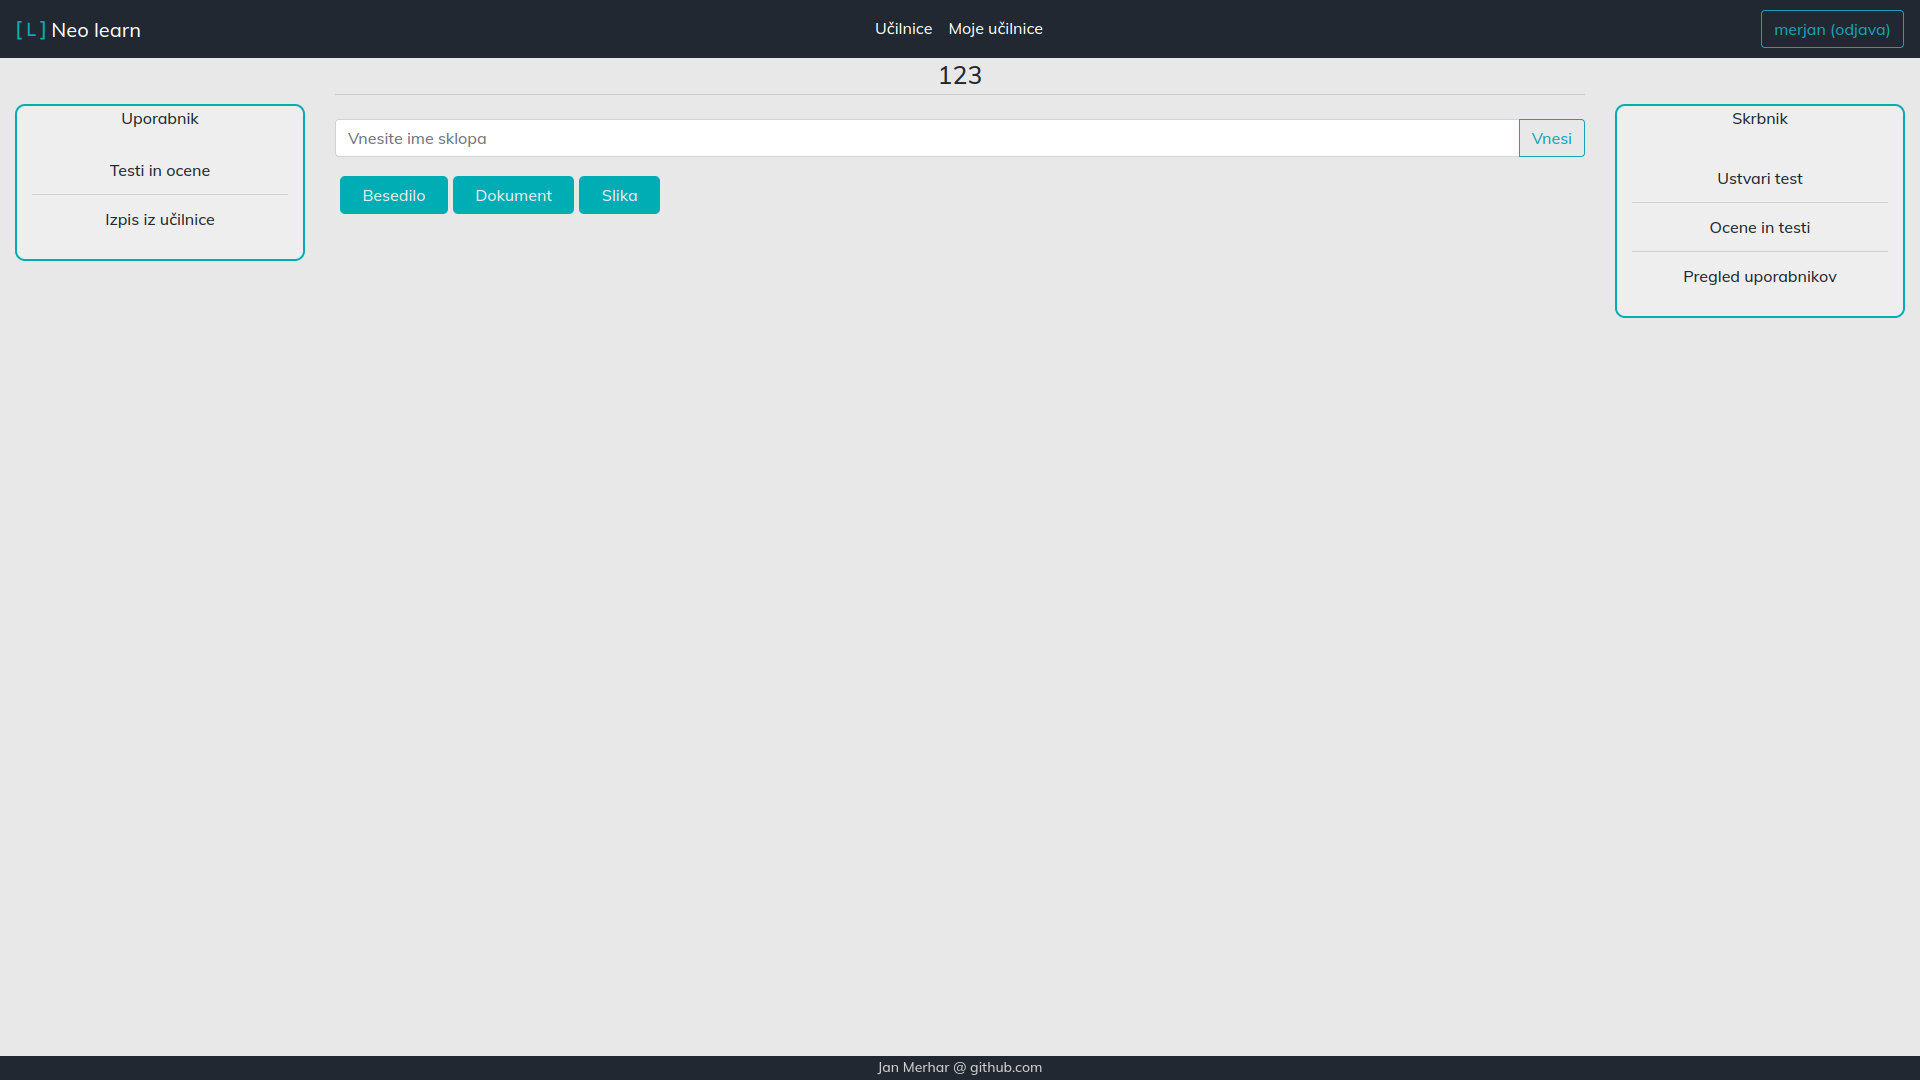 [L] Neo learn
Učilnice Moje učilnice
merjan (odjava)
123
Uporabnik
Testi in ocene
Izpis iz učilnice
Vnesite ime sklopa
Vnesi
Besedilo Dokument Slika
Skrbnik
Ustvari test
Ocene in testi
Pregled uporabnikov
Jan Merhar @ github.com